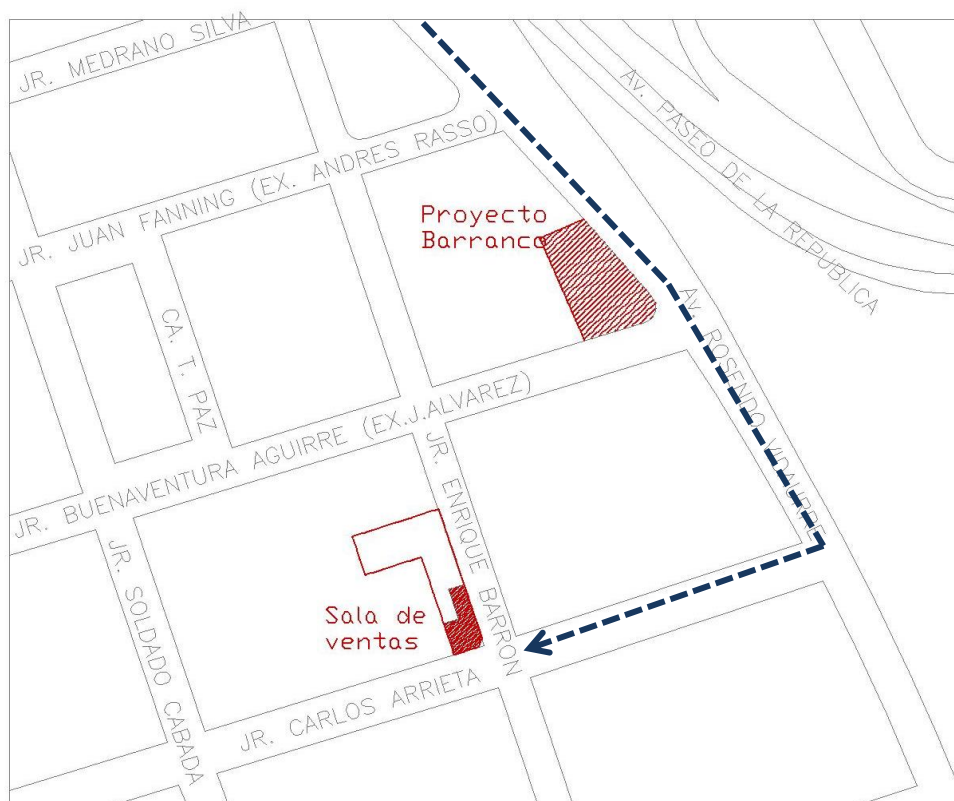 JR. MEDRANO SILVA
Av. PASEO DE LA REPUBLICA
JR. JUAN FANNING (EX. ANDRES RASSO)
Proyecto
Barranco
CA. T. PAZ
AV. ROSENDO VIDAURRE
JR. BUENAVENTURA AGUIRRE (EX.J.ALVAREZ)
JR. ENRIQUE BARRON
JR. SOLDADO CABADA
Sala de
ventas
JR. CARLOS ARRIETA